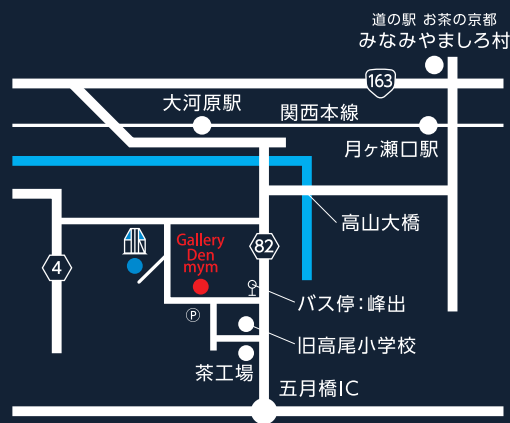 道の駅 お茶の京都
みなみやましろ村
163
大河原駅
関西本線
月ヶ瀬口駅
高山大橋
Gallery
Den
mym
82
4
バス停：峰出
P
旧高尾小学校
茶工場
五月橋IC